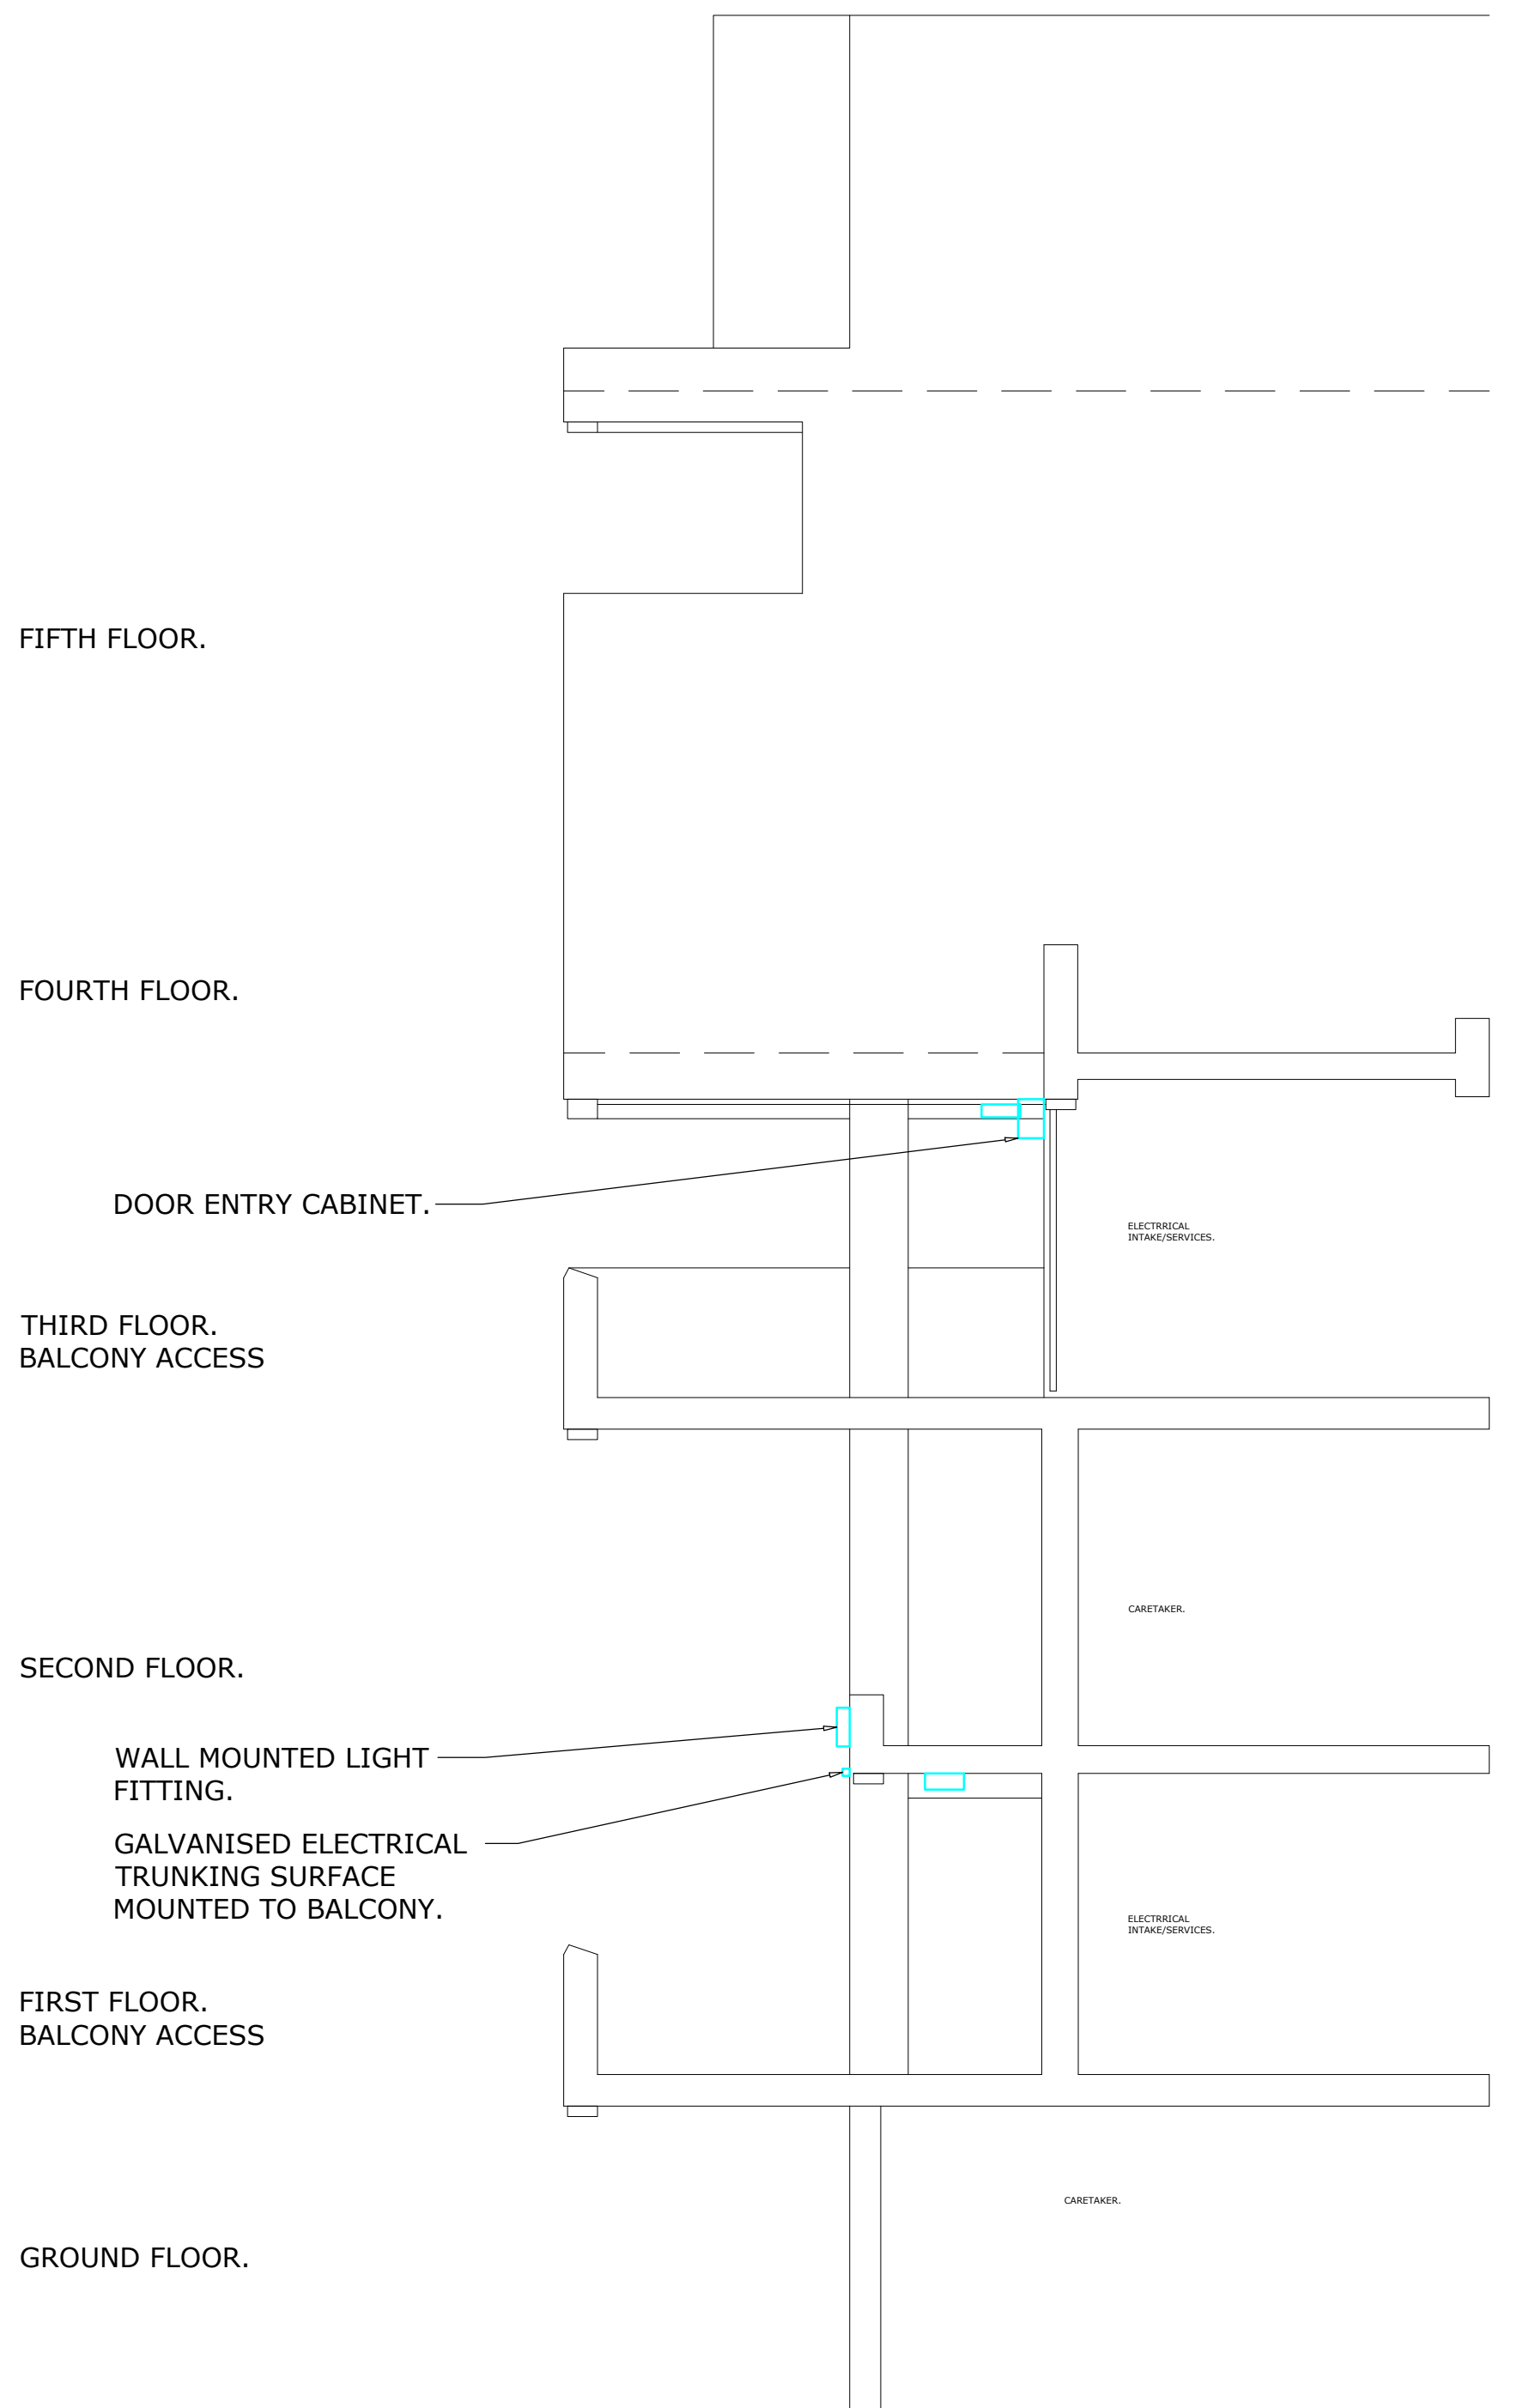 FIFTH FLOOR.
FOURTH FLOOR.
DOOR ENTRY CABINET.
ELECTRRICAL
INTAKE/SERVICES.
THIRD FLOOR.
BALCONY ACCESS
CARETAKER.
SECOND FLOOR.
WALL MOUNTED LIGHT
FITTING.
GALVANISED ELECTRICAL
TRUNKING SURFACE
MOUNTED TO BALCONY.
ELECTRRICAL
INTAKE/SERVICES.
FIRST FLOOR.
BALCONY ACCESS
CARETAKER.
GROUND FLOOR.